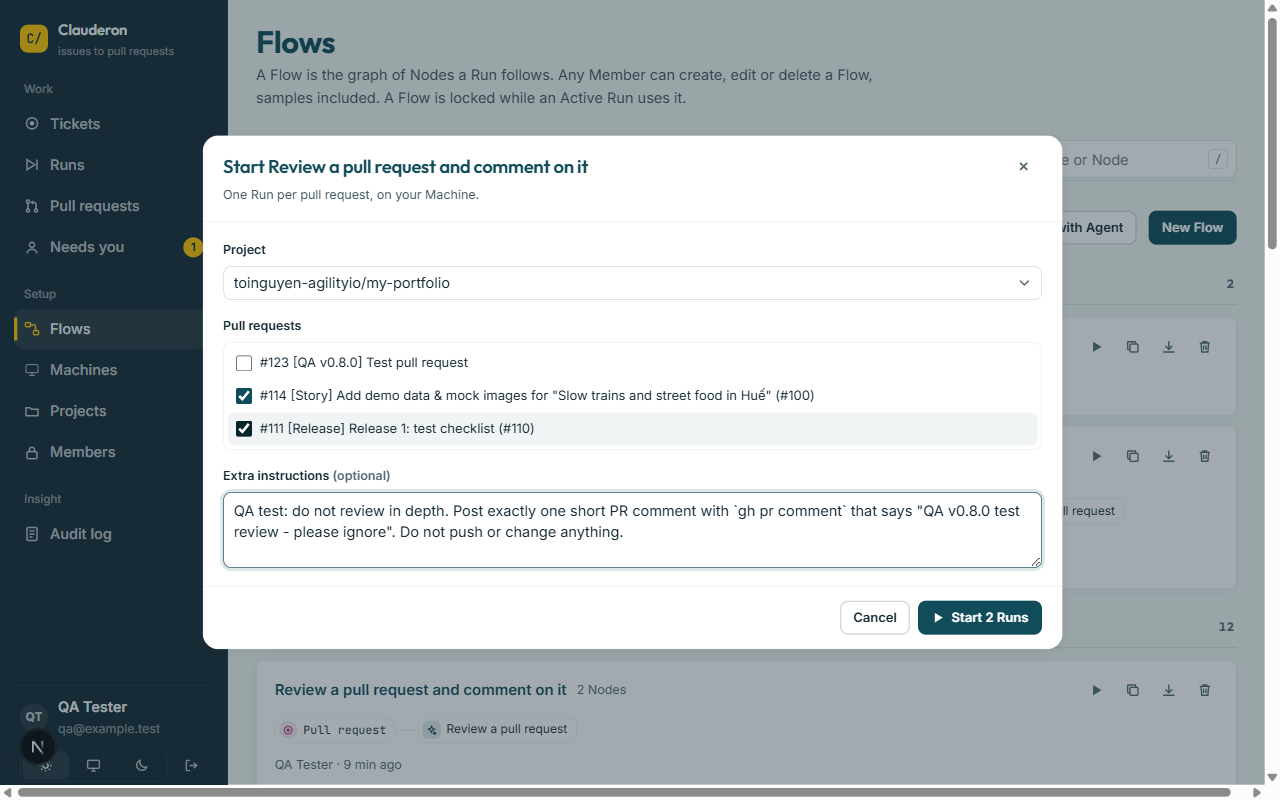 C/
Clauderon
issues to pull requests
Work
Tickets
Runs
Pull requests
Needs you
1
Setup
Flows
Machines
Projects
Members
Insight
Audit log
QT
QA Tester
qa@example.test
N
Flows
A Flow is the graph of Nodes a Run follows. Any Member can create, edit or delete a Flow,
samples included. A Flow is locked while an Active Run uses it.
e or Node
/
with Agent
New Flow
2
Start Review a pull request and comment on it
One Run per pull request, on your Machine.
Project
toinguyen-agilityio/my-portfolio
Pull requests
#123 [QA v0.8.0] Test pull request
#114 [Story] Add demo data & mock images for "Slow trains and street food in Huế" (#100)
#111 [Release] Release 1: test checklist (#110)
Extra instructions (optional)
QA test: do not review in depth. Post exactly one short PR comment with `gh pr comment` that says "QA v0.8.0 test
review - please ignore". Do not push or change anything.
Cancel
Start 2 Runs
ll request
12
Review a pull request and comment on it
2 Nodes
Pull request
Review a pull request
QA Tester · 9 min ago